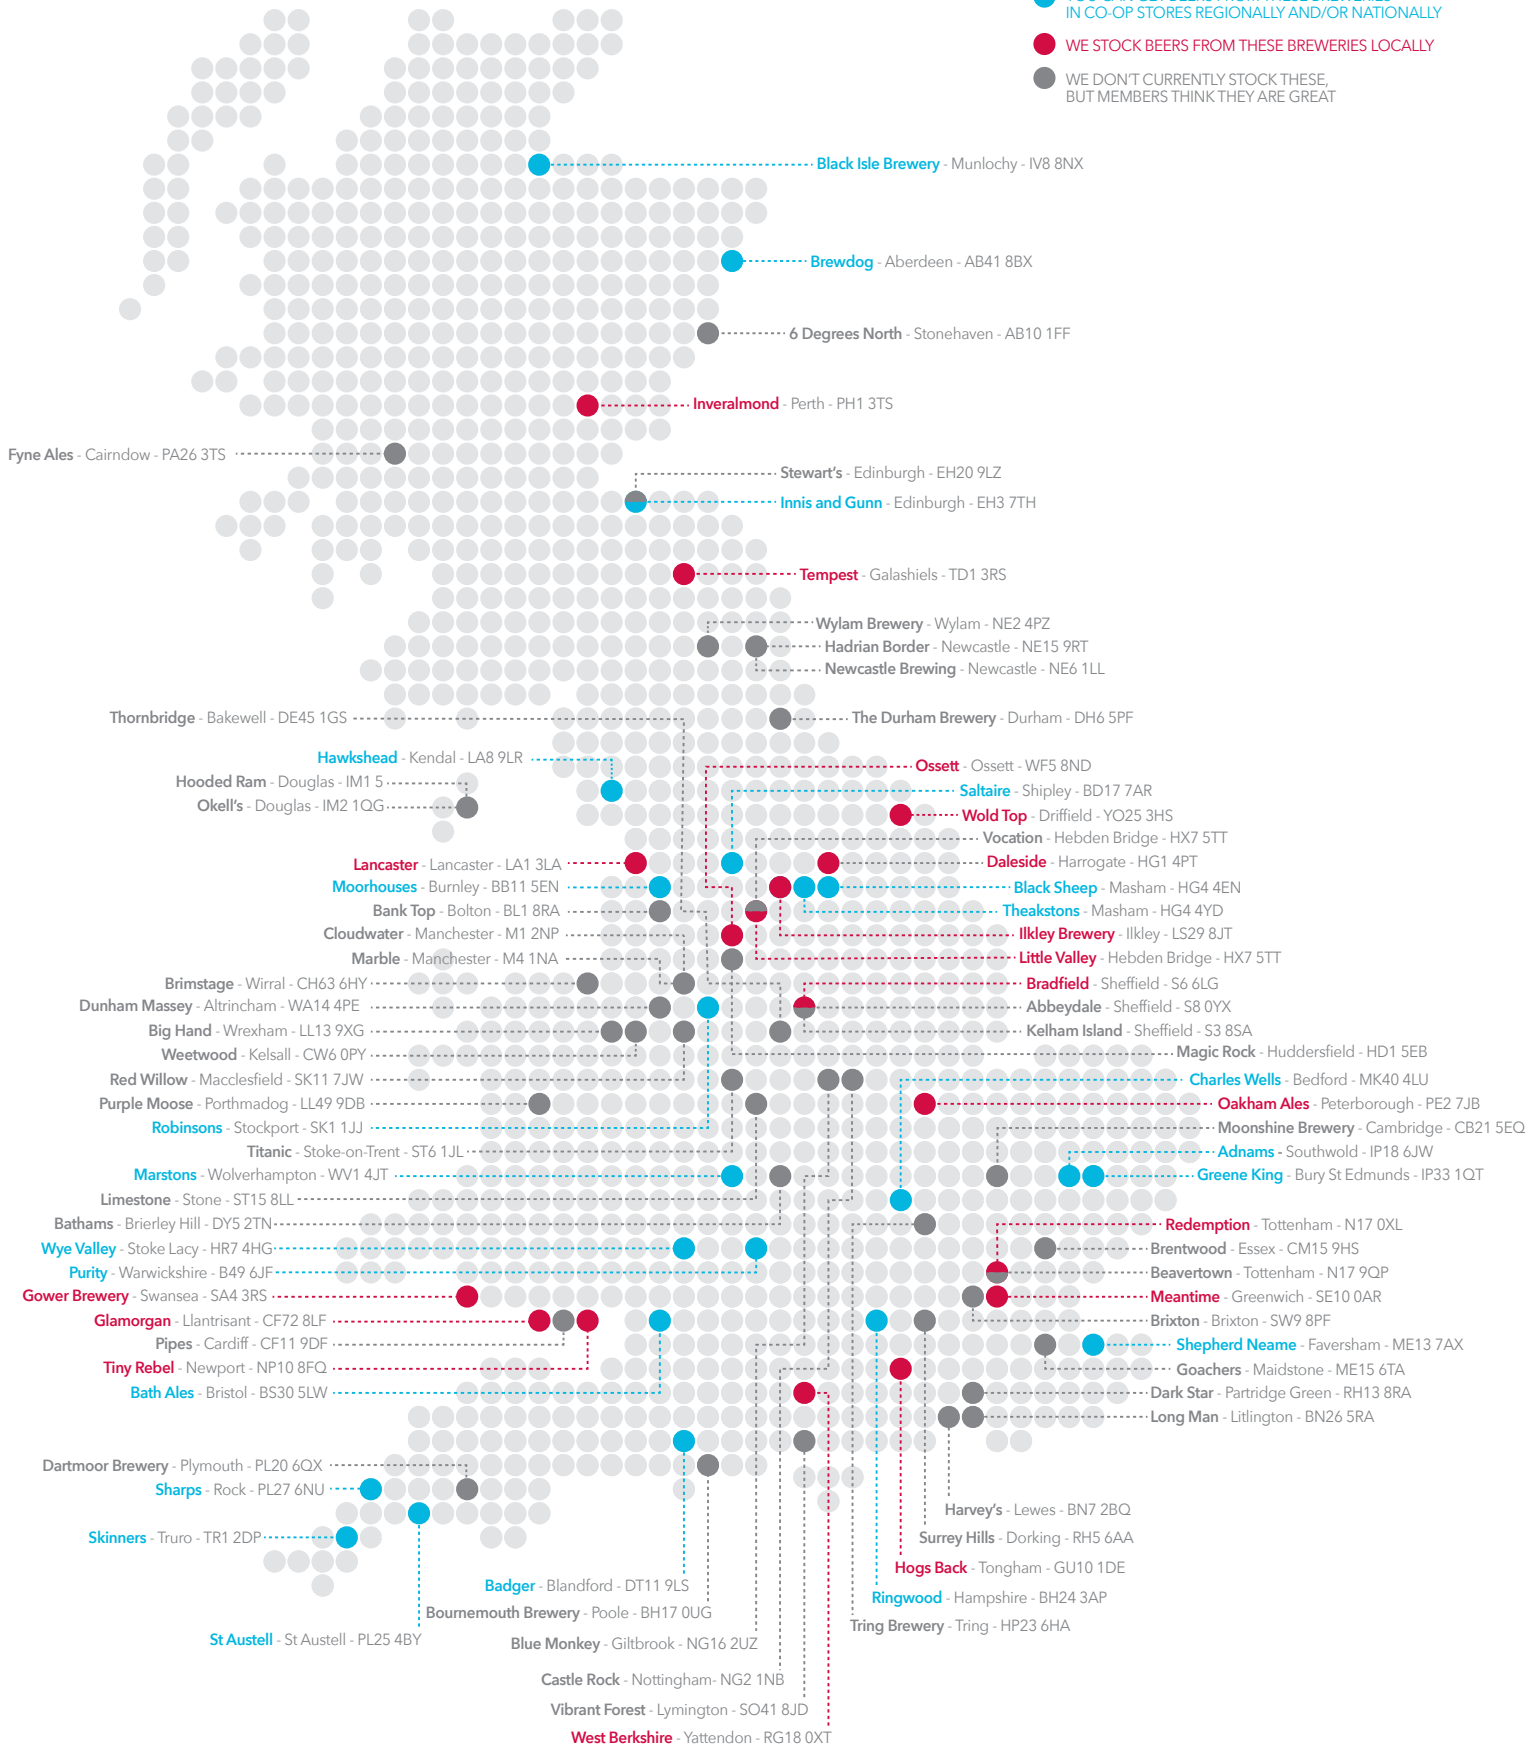 IN CO-OP STORES REGIONALLY AND/OR NATIONALLY
WE STOCK BEERS FROM THESE BREWERIES LOCALLY
WE DON'T CURRENTLY STOCK THESE,
BUT MEMBERS THINK THEY ARE GREAT
Black Isle Brewery - Munlochy - IV8 8NX
Brewdog - Aberdeen - AB41 8BX
6 Degrees North - Stonehaven - AB10 1FF
Inveralmond - Perth - PH1 3TS
Fyne Ales - Cairndow - PA26 3TS
Stewart's - Edinburgh - EH20 9LZ
Innis and Gunn - Edinburgh - EH3 7TH
Tempest - Galashiels - TD1 3RS
Wylam Brewery - Wylam - NE2 4PZ
Hadrian Border - Newcastle - NE15 9RT
Newcastle Brewing - Newcastle - NE6 1LL
Thornbridge - Bakewell - DE45 1GS
The Durham Brewery - Durham - DH6 5PF
Hawkshead - Kendal - LA8 9LR
Hooded Ram - Douglas - IM1 5
Okell's - Douglas - IM2 1QG
Lancaster - Lancaster - LA1 3LA
Moorhouses - Burnley - BB11 5EN
Bank Top - Bolton - BL1 8RA
Cloudwater - Manchester - M1 2NP
Marble - Manchester - M4 1NA
Brimstage - Wirral - CH63 6HY
Dunham Massey - Altrincham - WA14 4PE
Big Hand - Wrexham - LL13 9XG
Weetwood - Kelsall - CW6 0PY
Red Willow - Macclesfield - SK11 7JW
Purple Moose - Porthmadog - LL49 9DB
Robinsons - Stockport - SK1 1JJ
Titanic - Stoke-on-Trent - ST6 1JL
Marstons - Wolverhampton - WV1 4JT
Limestone - Stone - ST15 8LL
Bathams - Brierley Hill - DY5 2TN
Wye Valley - Stoke Lacy - HR7 4HG
Purity - Warwickshire - B49 6JF
Gower Brewery - Swansea - SA4 3RS
Glamorgan - Llantrisant - CF72 8LF
Pipes - Cardiff - CF11 9DF
Tiny Rebel - Newport - NP10 8FQ
Bath Ales - Bristol - BS30 5LW
Ossett - Ossett - WF5 8ND
Saltaire - Shipley - BD17 7AR
Wold Top - Driffield - YO25 3HS
Vocation - Hebden Bridge - HX7 5TT
Daleside - Harrogate - HG1 4PT
Black Sheep - Masham - HG4 4EN
Theakstons - Masham - HG4 4YD
Ilkley Brewery - Ilkley - LS29 8JT
Little Valley - Hebden Bridge - HX7 5TT
Bradfield - Sheffield - S6 6LG
Abbeydale - Sheffield - S8 0YX
Kelham Island - Sheffield - S3 8SA
Magic Rock - Huddersfield - HD1 5EB
Charles Wells - Bedford - MK40 4LU
Oakham Ales - Peterborough - PE2 7JB
Moonshine Brewery - Cambridge - CB21 5EQ
Adnams - Southwold - IP18 6JW
Greene King - Bury St Edmunds - IP33 1QT
Redemption - Tottenham - N17 0XL
Brentwood - Essex - CM15 9HS
Beavertown - Tottenham - N17 9QP
Meantime - Greenwich - SE10 0AR
Brixton - Brixton - SW9 8PF
Shepherd Neame - Faversham - ME13 7AX
Goachers - Maidstone - ME15 6TA
Dark Star - Partridge Green - RH13 8RA
Long Man - Litlington - BN26 5RA
Dartmoor Brewery - Plymouth - PL20 6QX
Sharps - Rock - PL27 6NU
Skinners - Truro - TR1 2DP
St Austell - St Austell - PL25 4BY
Harvey's - Lewes - BN7 2BQ
Surrey Hills - Dorking - RH5 6AA
Hogs Back - Tongham - GU10 1DE
Badger - Blandford - DT11 9LS
Ringwood - Hampshire - BH24 3AP
Bournemouth Brewery - Poole - BH17 0UG
Tring Brewery - Tring - HP23 6HA
Blue Monkey - Giltbrook - NG16 2UZ
Castle Rock - Nottingham- NG2 1NB
Vibrant Forest - Lymington - SO41 8JD
West Berkshire - Yattendon - RG18 0XT